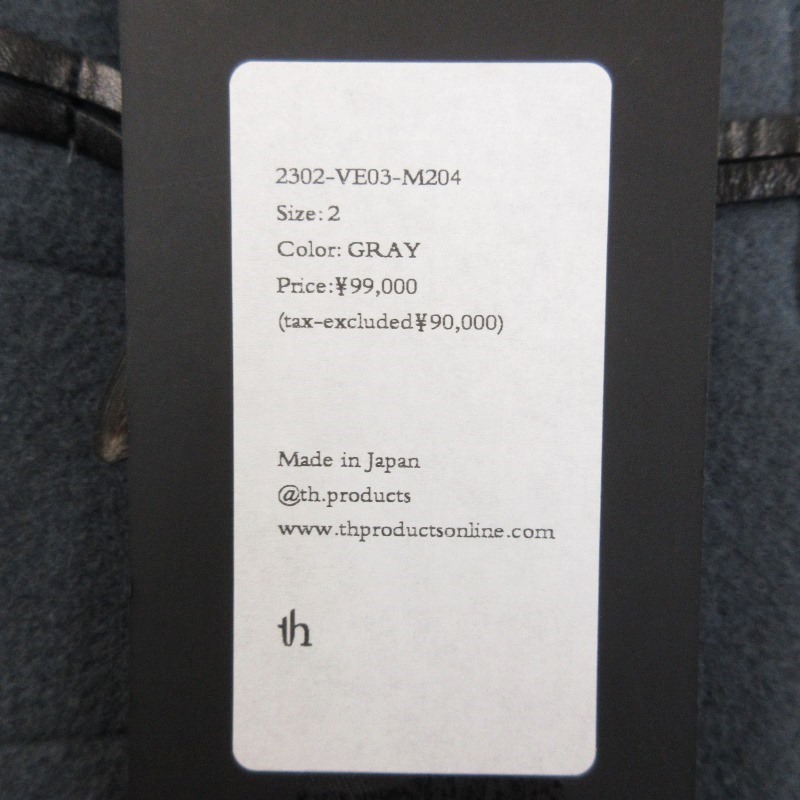 2302-VE03-M204
Size: 2
Color: GRAY
Price:¥99,000
(tax-excluded¥90,000)
Made in Japan
@th.products
www.thproductsonline.com
th